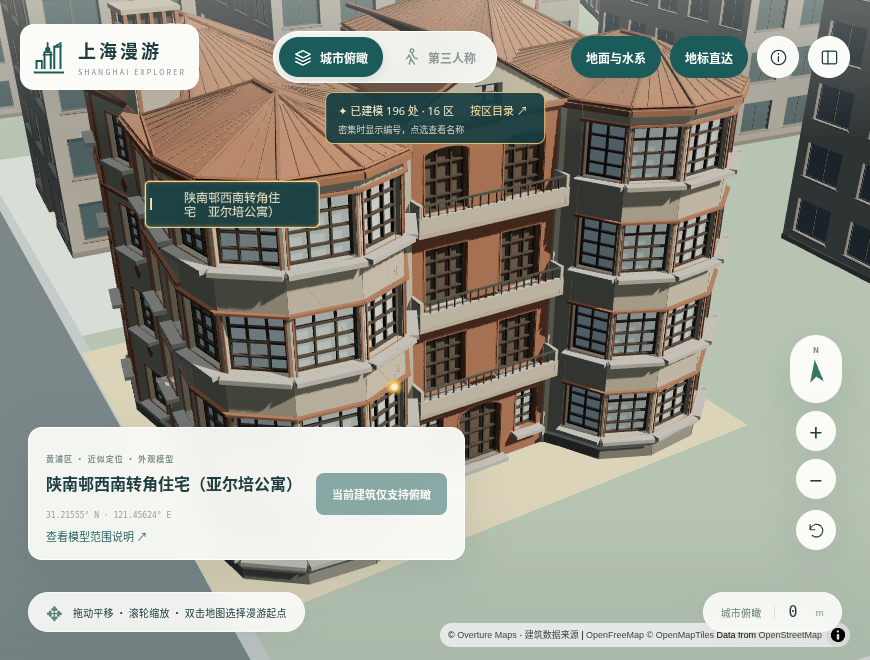 上海漫游
SHANGHAI EXPLORER
城市俯瞰
第三人称
地面与水系
地标直达
✦ 已建模 196 处 · 16 区 按区目录 ↗
密集时显示编号，点选查看名称
陕南邨西南转角住
宅 亚尔培公寓）
N
黄浦区 · 近似定位 · 外观模型
陕南邨西南转角住宅（亚尔培公寓）
当前建筑仅支持俯瞰
31.21555° N · 121.45624° E
查看模型范围说明 ↗
拖动平移 · 滚轮缩放 · 双击地图选择漫游起点
城市俯瞰 0 m
© Overture Maps · 建筑数据来源 | OpenFreeMap © OpenMapTiles Data from OpenStreetMap